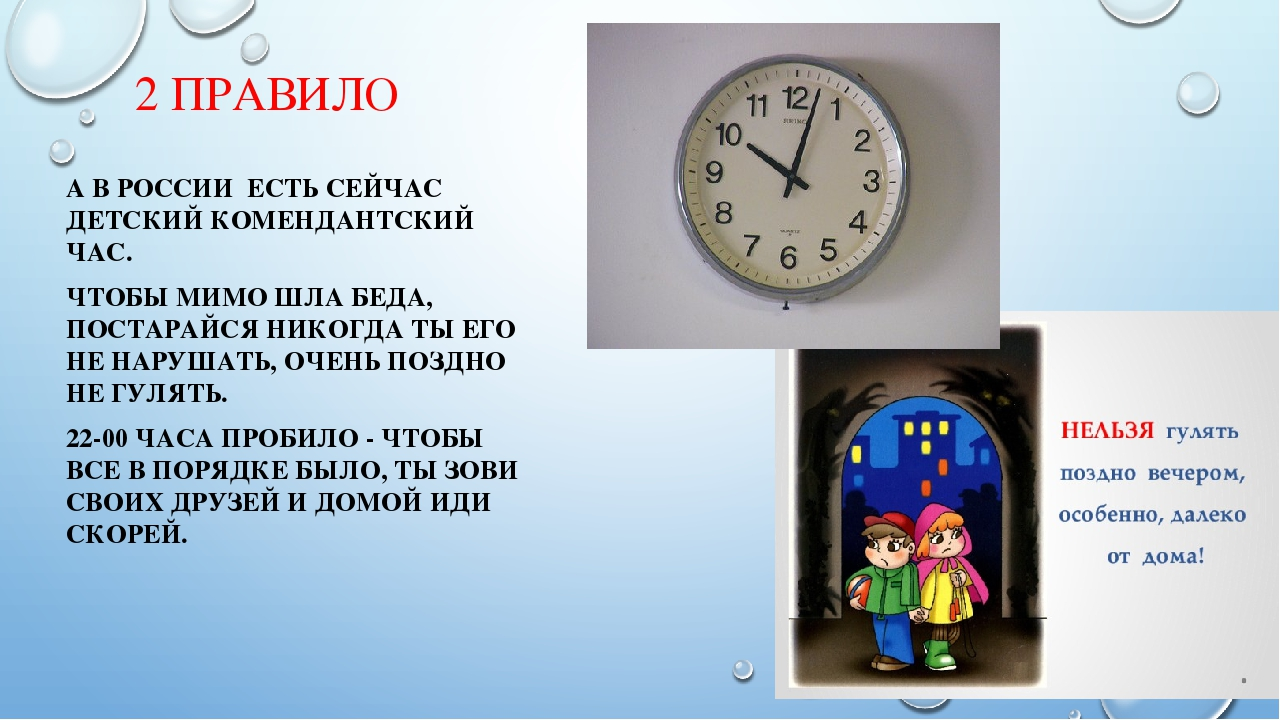 2 ПРАВИЛО
А В РОССИИ ЕСТЬ СЕЙЧАС
ДЕТСКИЙ КОМЕНДАНТСКИЙ
ЧАС.
ЧТОБЫ МИМО ШЛА БЕДА,
ПОСТАРАЙСЯ НИКОГДА ТЫ ЕГО
НЕ НАРУШАТЬ, ОЧЕНЬ ПОЗДНО
НЕ ГУЛЯТЬ.
22-00 ЧАСА ПРОБИЛО - ЧТОБЫ
ВСЕ В ПОРЯДКЕ БЫЛО, ТЫ ЗОВИ
СВОИХ ДРУЗЕЙ И ДОМОЙ ИДИ
СКОРЕЙ.
12
1
2
3
4
5
6
7
8
9
10
11
НЕЛЬЗЯ гулять
поздно вечером,
особенно, далеко
от дома!